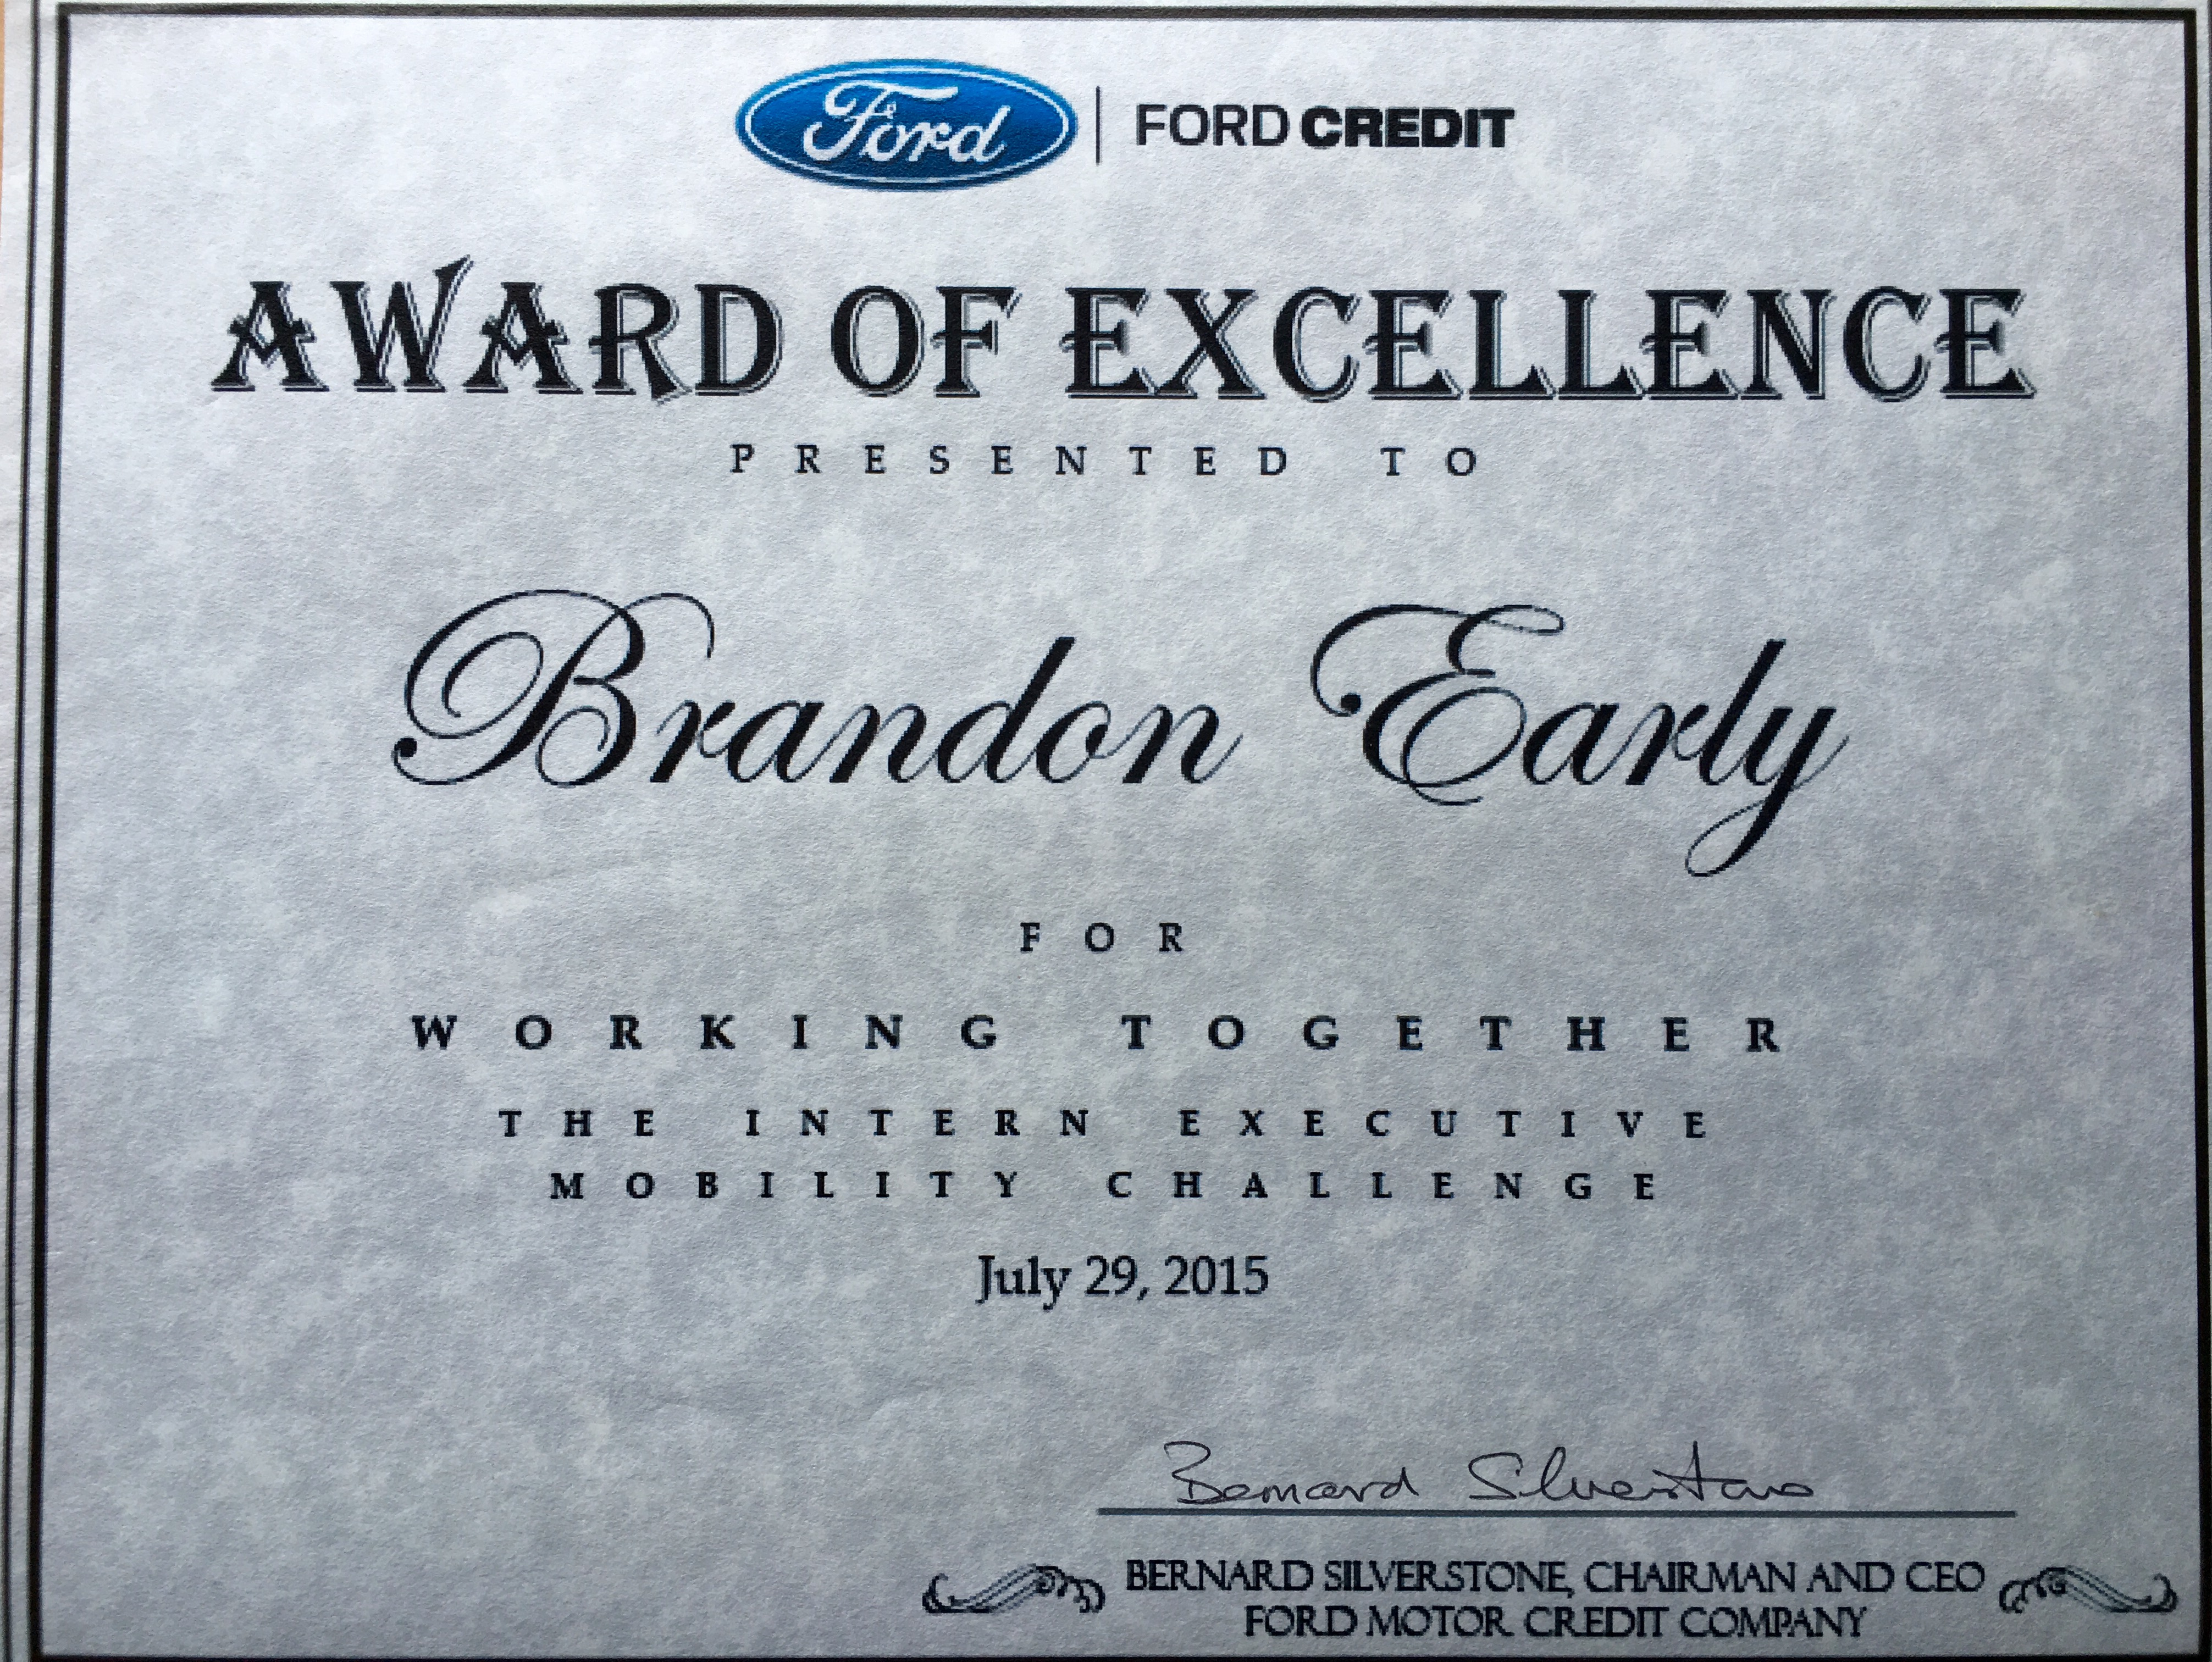 Ford | FORD CREDIT
AWARD OF EXCELLENCE
PRESENTED TO
Brandon Early
FOR
WORKING TOGETHER
THE INTERN EXECUTIVE
MOBILITY CHALLENGE
July 29, 2015
Bernard Silverstone
BERNARD SILVERSTONE, CHAIRMAN AND CEO
FORD MOTOR CREDIT COMPANY